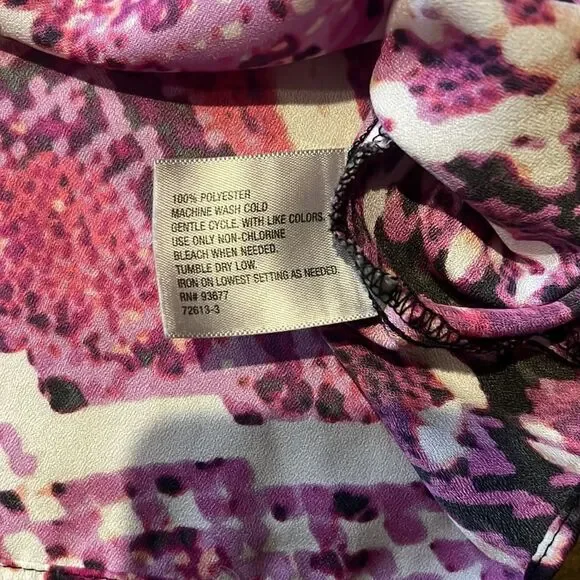 100% POLYESTER
MACHINE WASH COLD
GENTLE CYCLE. WITH LIKE COLORS.
USE ONLY NON-CHLORINE
BLEACH WHEN NEEDED.
TUMBLE DRY LOW.
IRON ON LOWEST SETTING AS NEEDED.
RN# 93677
72613-3